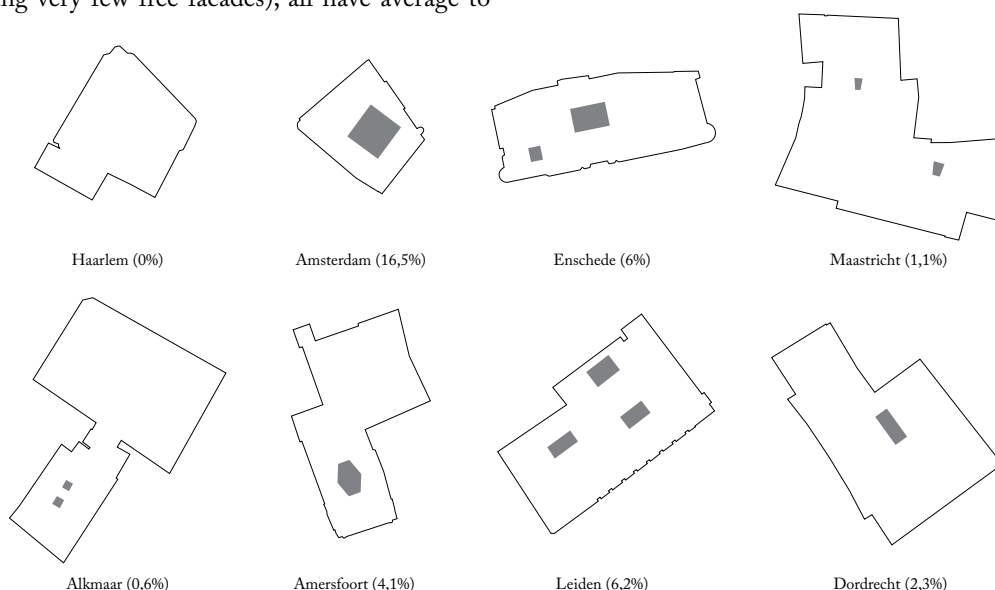 ng very few free facades), all have average to
Haarlem (0%)
Amsterdam (16,5%)
Enschede (6%)
Maastricht (1,1%)
Alkmaar (0,6%)
Amersfoort (4,1%)
Leiden (6,2%)
Dordrecht (2,3%)